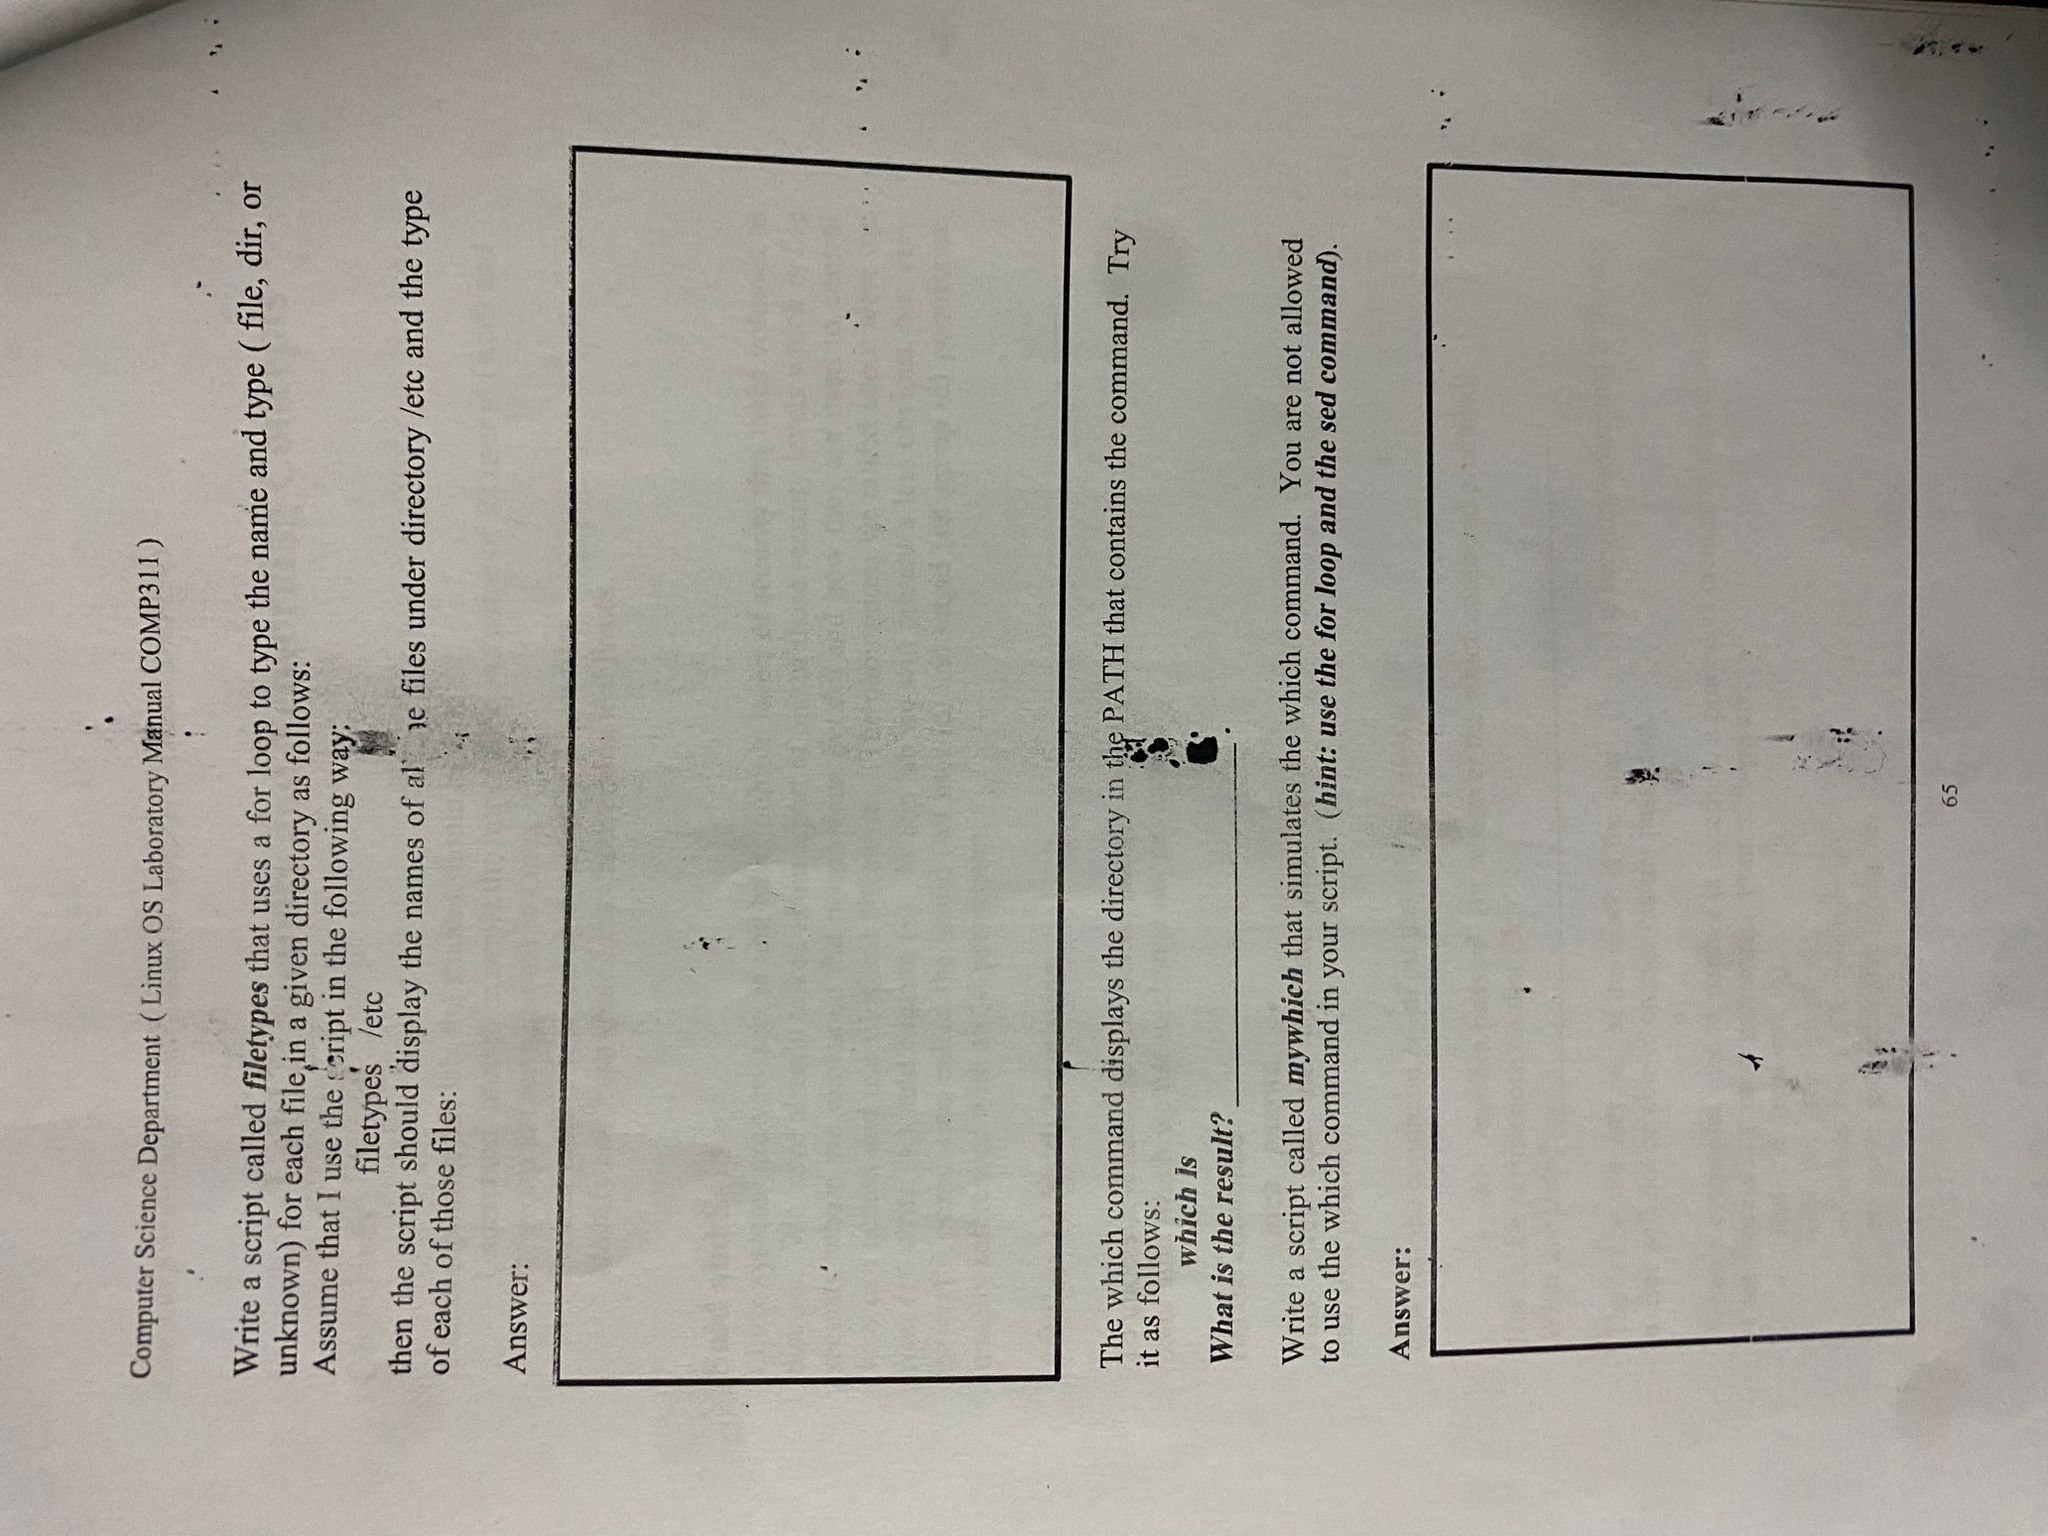 Computer Science Department ( Linux OS Laboratory Manual COMP311 )
Write a script called filetypes that uses a for loop to type the name and type ( file, dir, or
unknown) for each file in a given directory as follows:
Assume that I use the script in the following way:
filetypes /etc
then the script should display the names of all the files under directory /etc and the type
of each of those files:
Answer:
The which command displays the directory in the PATH that contains the command. Try
it as follows:
which ls
What is the result? ____________________.
Write a script called mywhich that simulates the which command. You are not allowed
to use the which command in your script. (hint: use the for loop and the sed command).
Answer:
65